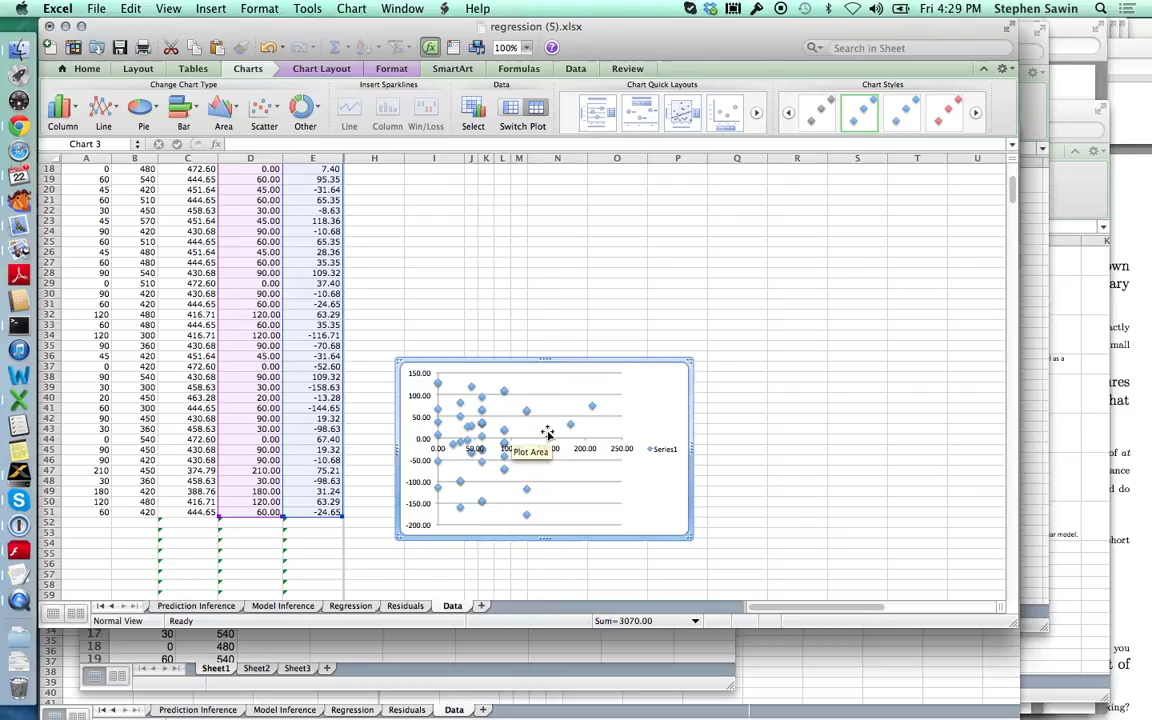 Excel File Edit View Insert Format Tools Chart Window Help Fri 4:29 PM Stephen Sawin
regression (5).xlsx
100% Search in Sheet
Home Layout Tables Charts Chart Layout Format SmartArt Formulas Data Review
Change Chart Type Insert Sparklines Data Chart Quick Layouts Chart Styles
Column Line Pie Bar Area Scatter Other Line Column Win/Loss Select Switch Plot
Chart 3 fx
A B C D E H I J K L M N O P Q R S T U
18 0 480 472.60 0.00 7.40
19 60 540 444.65 60.00 95.35
20 45 420 451.64 45.00 -31.64
21 60 510 444.65 60.00 65.35
22 30 450 458.63 30.00 -8.63
23 45 570 451.64 45.00 118.36
24 90 420 430.68 90.00 -10.68
25 60 510 444.65 60.00 65.35
26 45 480 451.64 45.00 28.36
27 60 480 444.65 60.00 35.35
28 90 540 430.68 90.00 109.32
29 0 510 472.60 0.00 37.40
30 90 420 430.68 90.00 -10.68
31 60 420 444.65 60.00 -24.65
32 120 480 416.71 120.00 63.29
33 60 480 444.65 60.00 35.35
34 120 300 416.71 120.00 -116.71
35 90 360 430.68 90.00 -70.68
36 45 420 451.64 45.00 -31.64
37 0 420 472.60 0.00 -52.60
38 90 540 430.68 90.00 109.32
39 30 300 458.63 30.00 -158.63
40 20 450 463.28 20.00 -13.28
41 60 300 444.65 60.00 -144.65
42 90 450 430.68 90.00 19.32
43 30 360 458.63 30.00 -98.63
44 0 540 472.60 0.00 67.40
45 90 450 430.68 90.00 19.32
46 90 420 430.68 90.00 -10.68
47 210 450 374.79 210.00 75.21
48 30 360 458.63 30.00 -98.63
49 180 420 388.76 180.00 31.24
50 120 480 416.71 120.00 63.29
51 60 420 444.65 60.00 -24.65
52
53
54
55
56
57
58
59
150.00
100.00
50.00
0.00
-50.00
-100.00
-150.00
-200.00
0.00 50.00 200.00 250.00
Series1
Plot Area
Prediction Inference Model Inference Regression Residuals Data
Normal View Ready Sum=3070.00
17 30 540
18 0 480
19 60 540
Sheet1 Sheet2 Sheet3
Prediction Inference Model Inference Regression Residuals Data